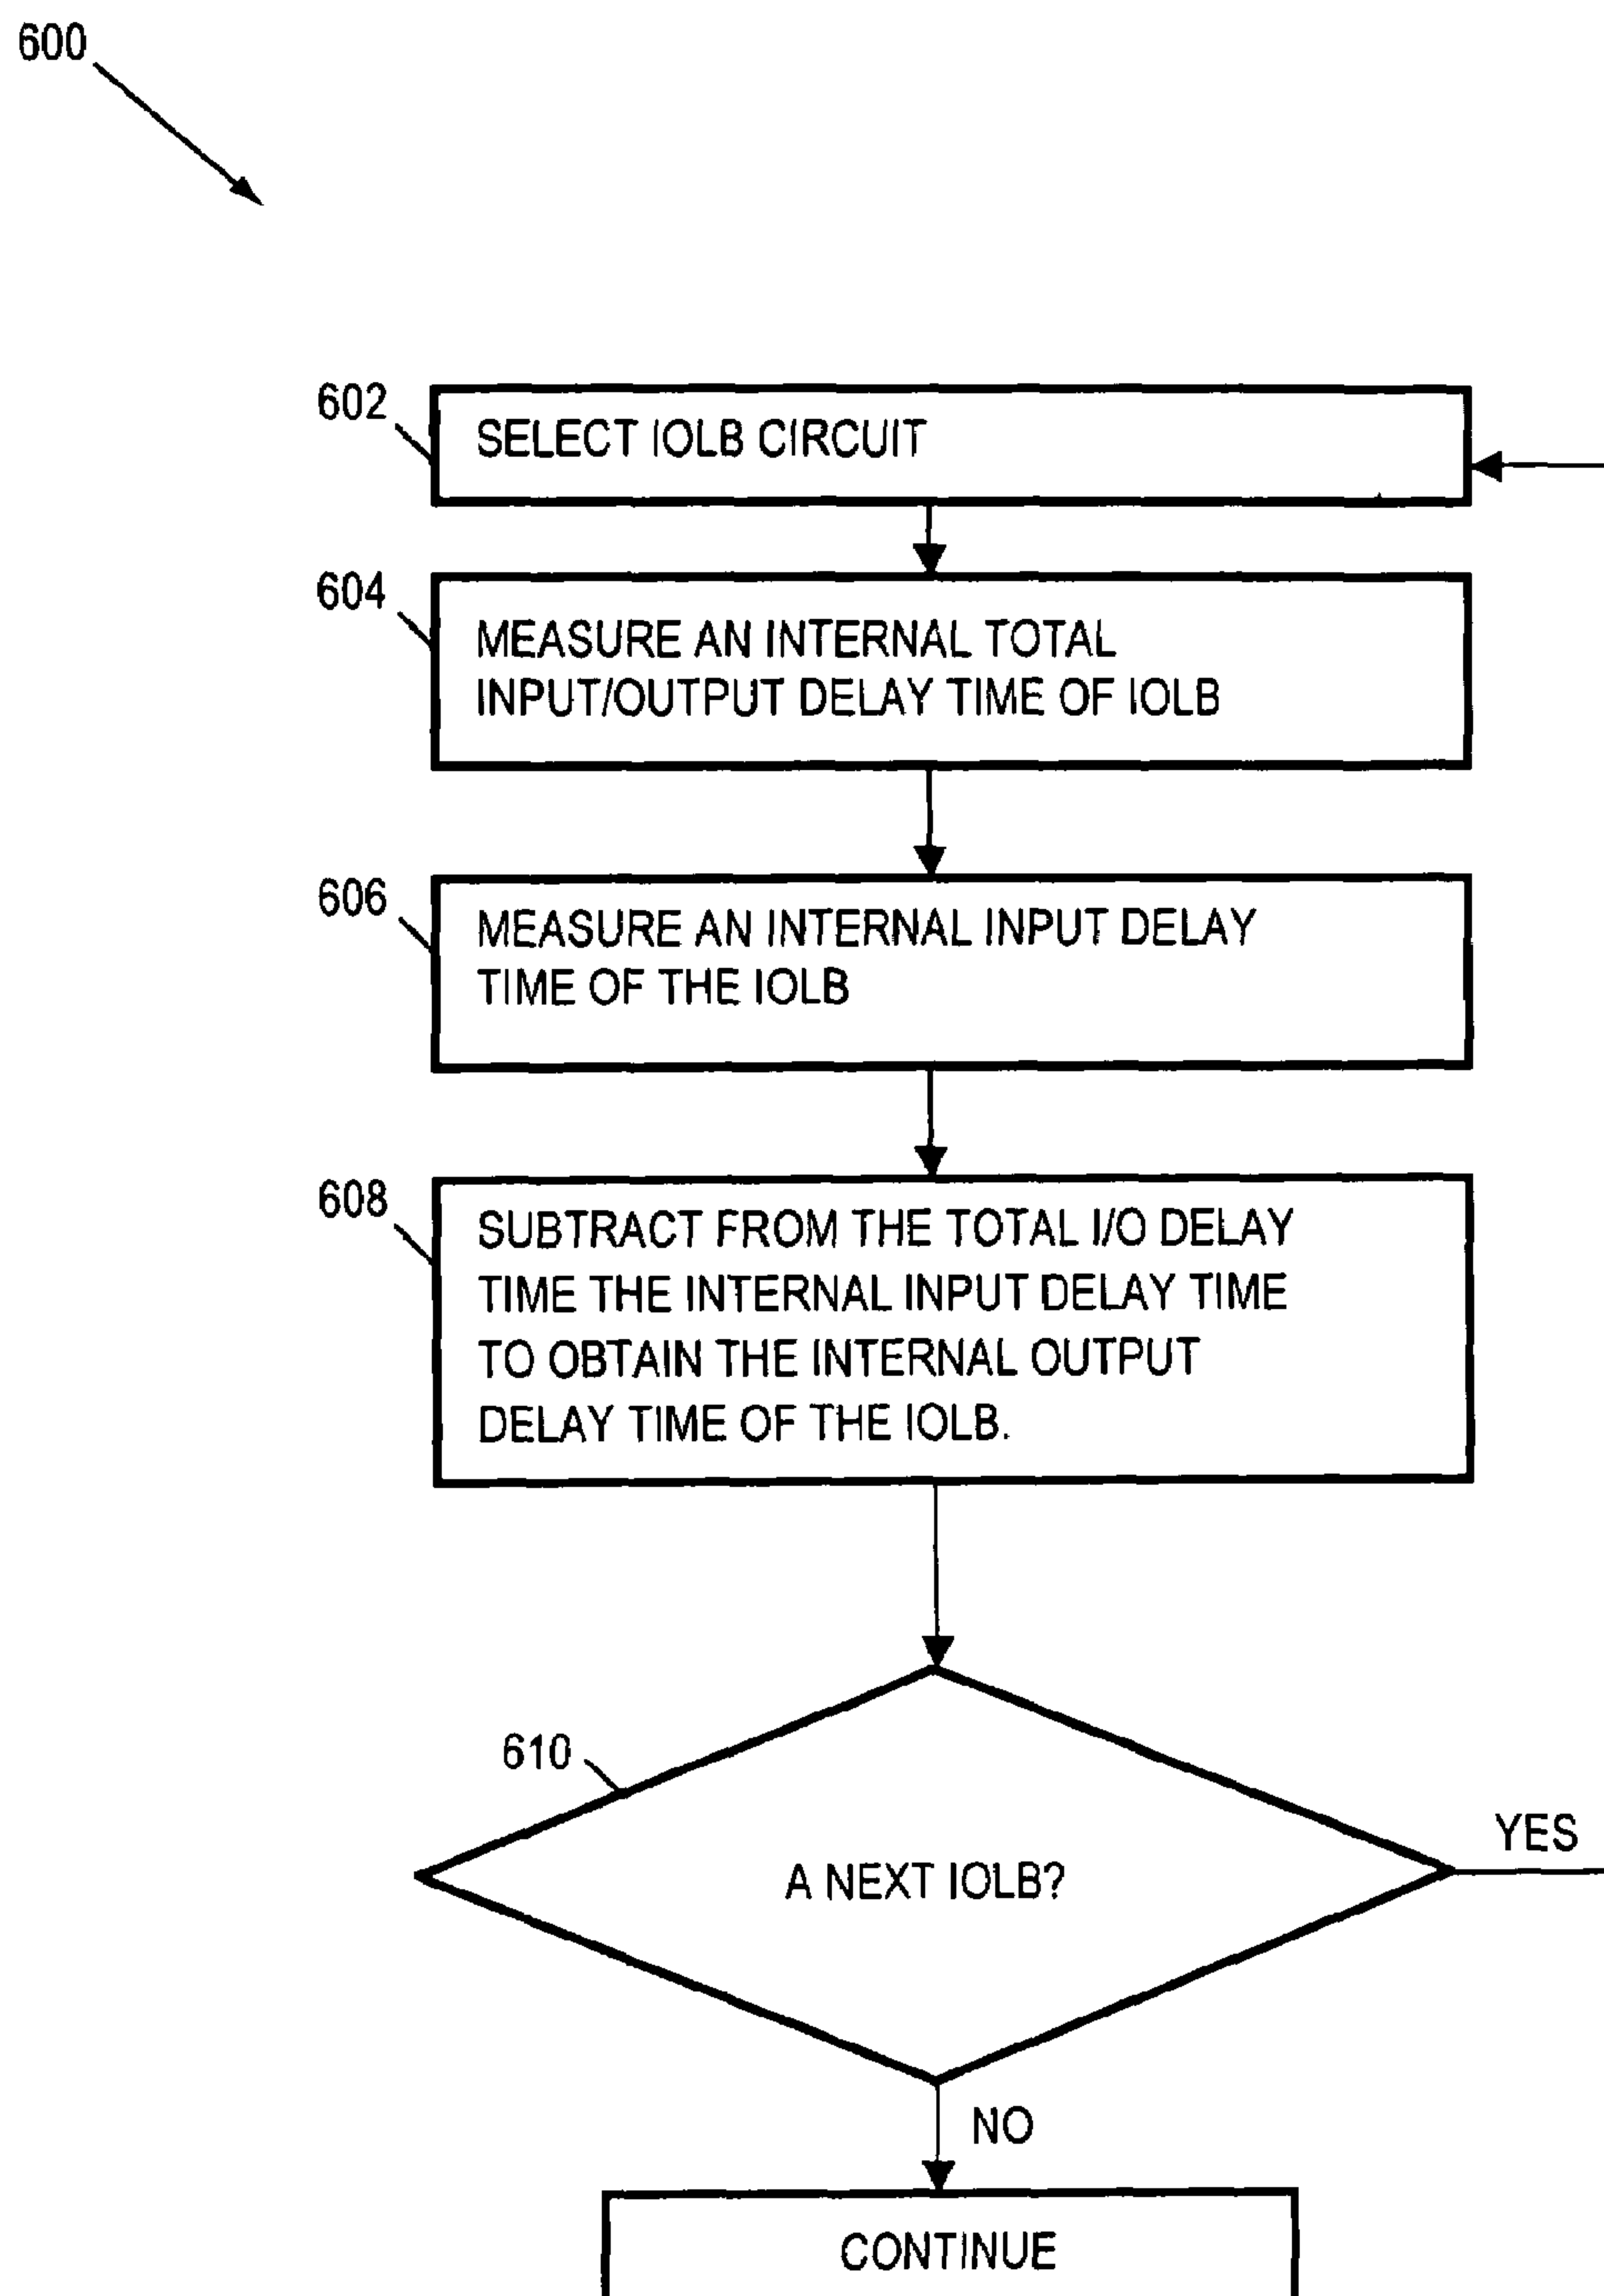 600
602
SELECT IOLB CIRCUIT
604
MEASURE AN INTERNAL TOTAL
INPUT/OUTPUT DELAY TIME OF IOLB
606
MEASURE AN INTERNAL INPUT DELAY
TIME OF THE IOLB
608
SUBTRACT FROM THE TOTAL I/O DELAY
TIME THE INTERNAL INPUT DELAY TIME
TO OBTAIN THE INTERNAL OUTPUT
DELAY TIME OF THE IOLB.
610
A NEXT IOLB?
YES
NO
CONTINUE